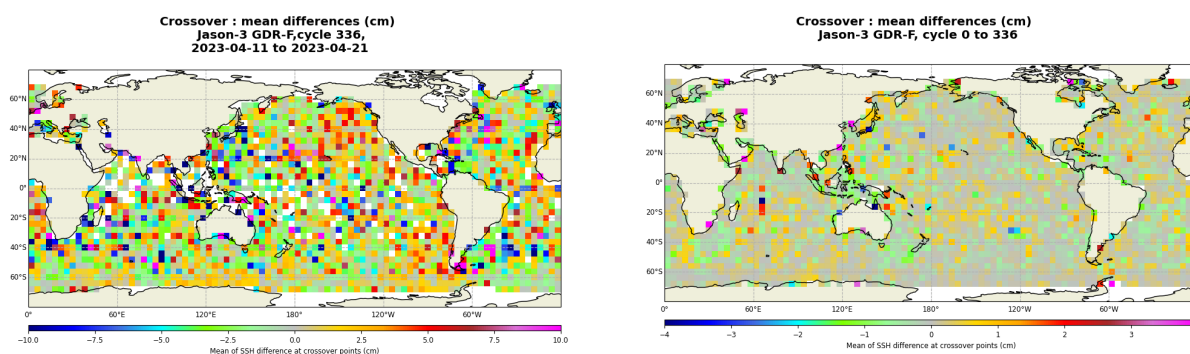 Crossover : mean differences (cm)
Jason-3 GDR-F,cycle 336,
2023-04-11 to 2023-04-21
60°N
40°N
20°N
0°
20°S
40°S
60°S
0° 60°E 120°E 180° 120°W 60°W 0°
−10.0 −7.5 −5.0 −2.5 0.0 2.5 5.0 7.5 10.0
Mean of SSH difference at crossover points (cm)
Crossover : mean differences (cm)
Jason-3 GDR-F, cycle 0 to 336
60°N
40°N
20°N
0°
20°S
40°S
60°S
0° 60°E 120°E 180° 120°W 60°W
−4 −3 −2 −1 0 1 2 3
Mean of SSH difference at crossover points (cm)